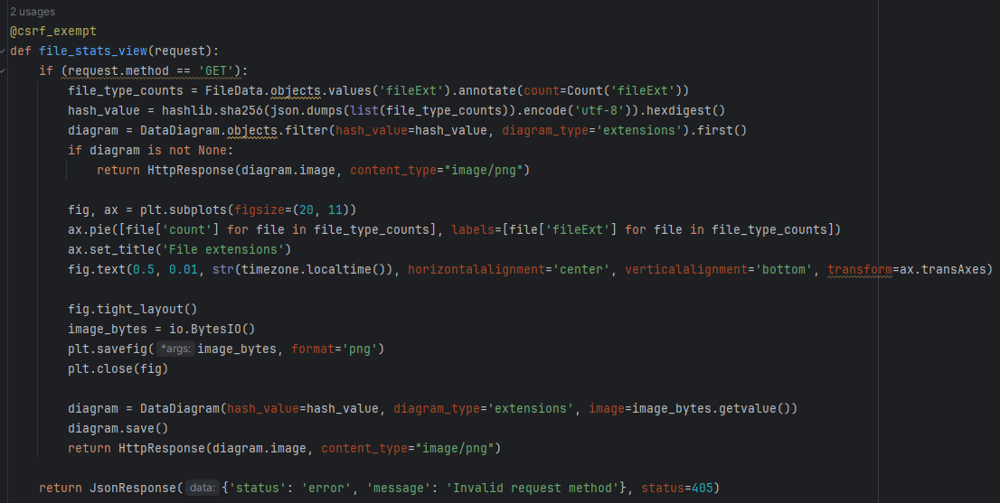 2 usages
@csrf_exempt
def file_stats_view(request):
    if (request.method == 'GET'):
        file_type_counts = FileData.objects.values('fileExt').annotate(count=Count('fileExt'))
        hash_value = hashlib.sha256(json.dumps(list(file_type_counts)).encode('utf-8')).hexdigest()
        diagram = DataDiagram.objects.filter(hash_value=hash_value, diagram_type='extensions').first()
        if diagram is not None:
            return HttpResponse(diagram.image, content_type="image/png")

        fig, ax = plt.subplots(figsize=(20, 11))
        ax.pie([file['count'] for file in file_type_counts], labels=[file['fileExt'] for file in file_type_counts])
        ax.set_title('File extensions')
        fig.text(0.5, 0.01, str(timezone.localtime()), horizontalalignment='center', verticalalignment='bottom', transform=ax.transAxes)

        fig.tight_layout()
        image_bytes = io.BytesIO()
        plt.savefig( *args: image_bytes, format='png')
        plt.close(fig)

        diagram = DataDiagram(hash_value=hash_value, diagram_type='extensions', image=image_bytes.getvalue())
        diagram.save()
        return HttpResponse(diagram.image, content_type="image/png")

    return JsonResponse( data: {'status': 'error', 'message': 'Invalid request method'}, status=405)